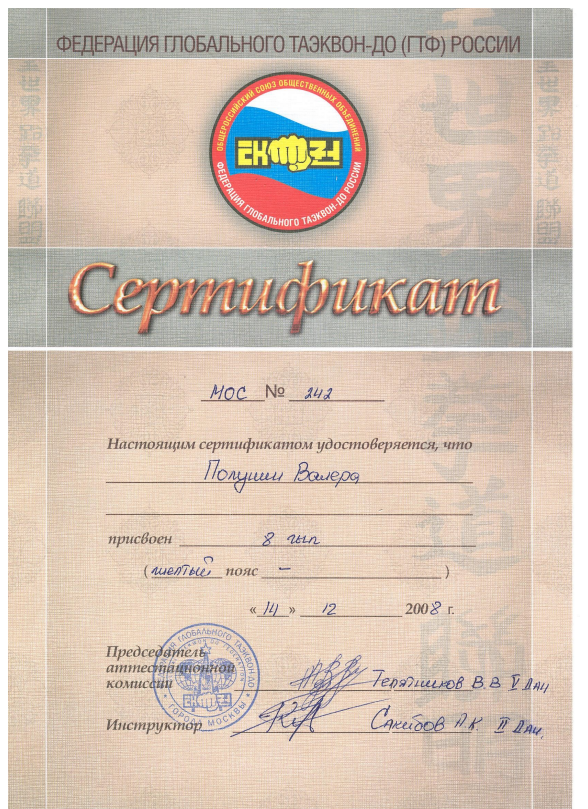 ФЕДЕРАЦИЯ ГЛОБАЛЬНОГО ТАЭКВОН-ДО (ГТФ) РОССИИ
ОБЩЕРОССИЙСКИЙ СОЮЗ ОБЩЕСТВЕННЫХ ОБЪЕДИНЕНИЙ
ФЕДЕРАЦИЯ ГЛОБАЛЬНОГО ТАЭКВОН-ДО РОССИИ
Сертификат
МОС № 242
Настоящим сертификатом удостоверяется, что
Полушин Валера
присвоен 8 гып
(желтый пояс – )
«14» 12 2008 г.
Председатель
аттестационной
комиссии В.В V Дан
Инструктор Сакибов А.К. II Дан.
ГОРОДА МОСКВЫ